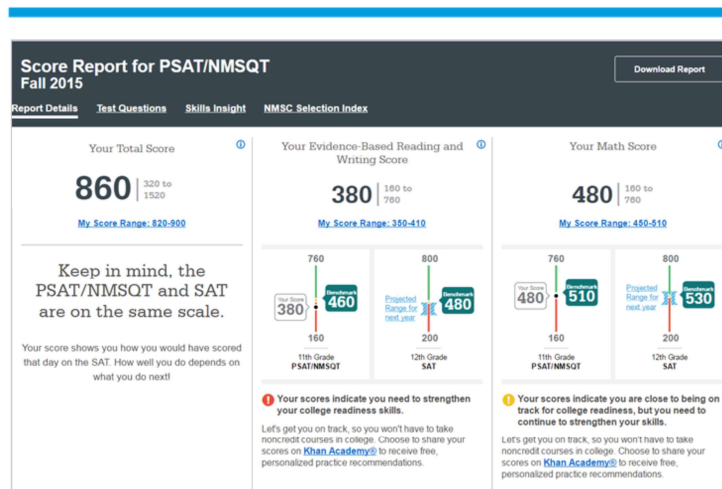 Score Report for PSAT/NMSQT
Fall 2015
Download Report
Report Details Test Questions Skills Insight NMSC Selection Index
Your Total Score
860 320 to
1520
My Score Range: 820-900
Keep in mind, the
PSAT/NMSQT and SAT
are on the same scale.
Your score shows you how you would have scored
that day on the SAT. How well you do depends on
what you do next!
Your Evidence-Based Reading and
Writing Score
380 160 to
760
My Score Range: 350-410
760
Your Score
380
Benchmark
460
160
11th Grade
PSAT/NMSQT
800
Projected
Range for
next year
Benchmark
480
200
12th Grade
SAT
Your scores indicate you need to strengthen
your college readiness skills.
Let's get you on track, so you won't have to take
noncredit courses in college. Choose to share your
scores on Khan Academy® to receive free,
personalized practice recommendations.
Your Math Score
480 160 to
760
My Score Range: 450-510
760
Your Score
480
Benchmark
510
160
11th Grade
PSAT/NMSQT
800
Projected
Range for
next year
Benchmark
530
200
12th Grade
SAT
Your scores indicate you are close to being on
track for college readiness, but you need to
continue to strengthen your skills.
Let's get you on track, so you won't have to take
noncredit courses in college. Choose to share your
scores on Khan Academy® to receive free,
personalized practice recommendations.